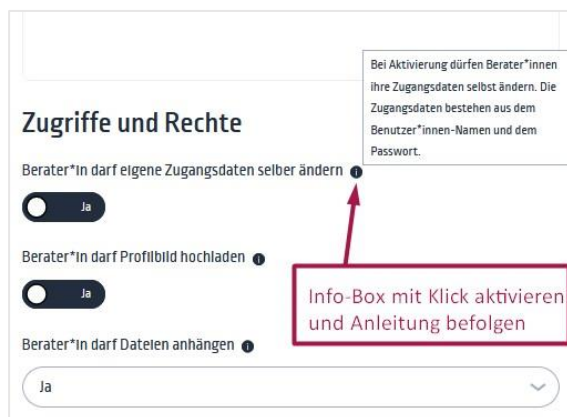 Bei Aktivierung dürfen Berater*innen
ihre Zugangsdaten selbst ändern. Die
Zugangsdaten bestehen aus dem
Benutzer*innen-Namen und dem
Passwort.
Zugriffe und Rechte
Berater*in darf eigene Zugangsdaten selber ändern
Ja
Berater*in darf Profilbild hochladen
Ja
Info-Box mit Klick aktivieren
und Anleitung befolgen
Berater*in darf Dateien anhängen
Ja